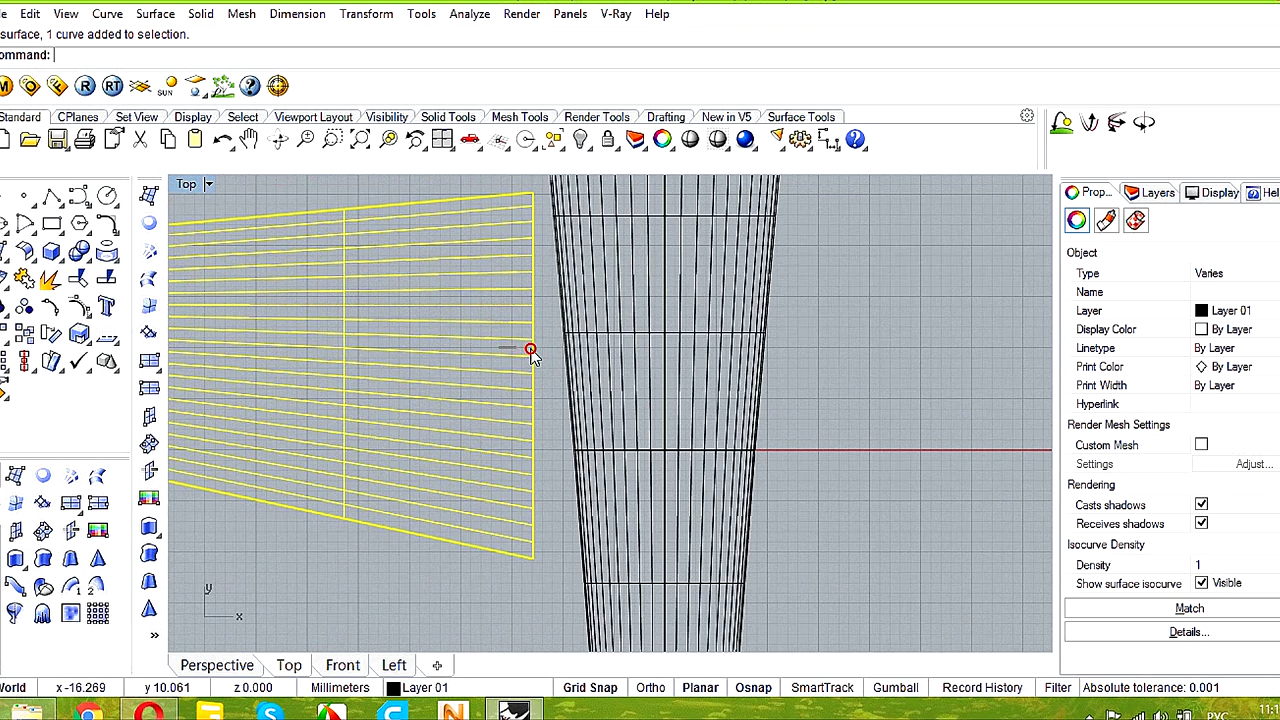 Edit View Curve Surface Solid Mesh Dimension Transform Tools Analyze Render Panels V-Ray Help
surface, 1 curve added to selection.
ommand:
R RT SUN
Standard CPlanes Set View Display Select Viewport Layout Visibility Solid Tools Mesh Tools Render Tools Drafting New in V5 Surface Tools
Top
Prop... Layers Display Hel
Object
Type Varies
Name
Layer Layer 01
Display Color By Layer
Linetype By Layer
Print Color By Layer
Print Width By Layer
Hyperlink
Render Mesh Settings
Custom Mesh
Settings Adjust...
Rendering
Casts shadows
Receives shadows
Isocurve Density
Density 1
Show surface isocurve Visible
Match
Details...
y
x
Perspective Top Front Left
World x -16.269 y 10.061 z 0.000 Millimeters Layer 01 Grid Snap Ortho Planar Osnap SmartTrack Gumball Record History Filter Absolute tolerance: 0.001
РУС 11:1